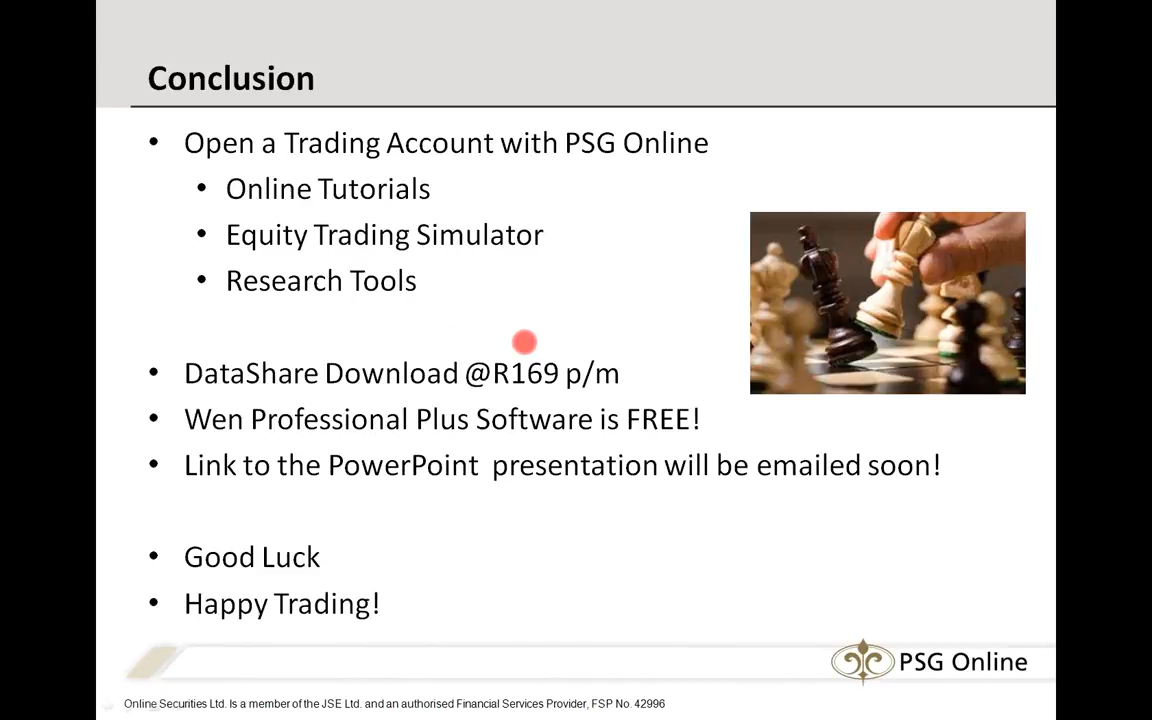 Conclusion
• Open a Trading Account with PSG Online
• Online Tutorials
• Equity Trading Simulator
• Research Tools
• DataShare Download @R169 p/m
• Wen Professional Plus Software is FREE!
• Link to the PowerPoint presentation will be emailed soon!
• Good Luck
• Happy Trading!
PSG Online
Online Securities Ltd. Is a member of the JSE Ltd. and an authorised Financial Services Provider, FSP No. 42996